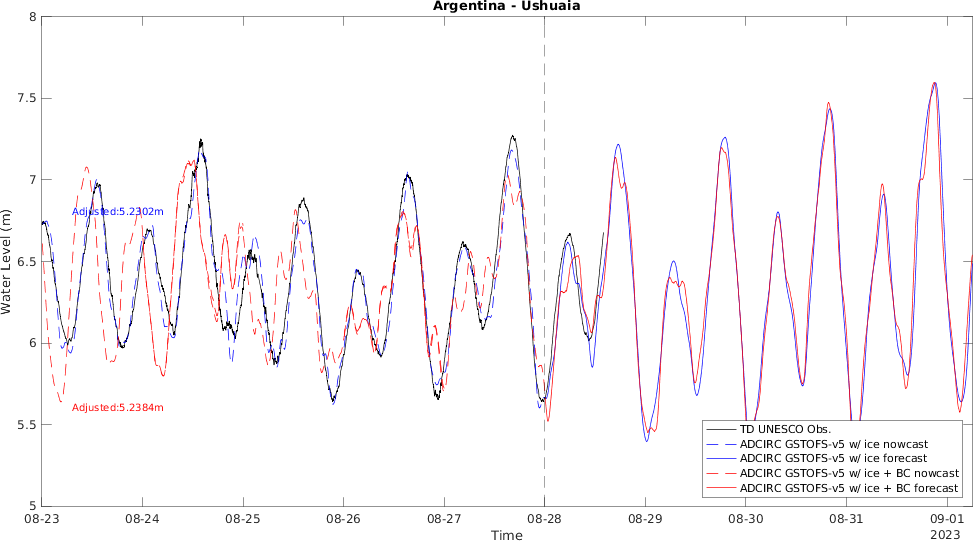 Argentina - Ushuaia
8
7.5
7
6.5
6
5.5
5
Water Level (m)
Adjusted:5.2302m
Adjusted:5.2384m
TD UNESCO Obs.
ADCIRC GSTOFS-v5 w/ ice nowcast
ADCIRC GSTOFS-v5 w/ ice forecast
ADCIRC GSTOFS-v5 w/ ice + BC nowcast
ADCIRC GSTOFS-v5 w/ ice + BC forecast
08-23 08-24 08-25 08-26 08-27 08-28 08-29 08-30 08-31 09-01
2023
Time